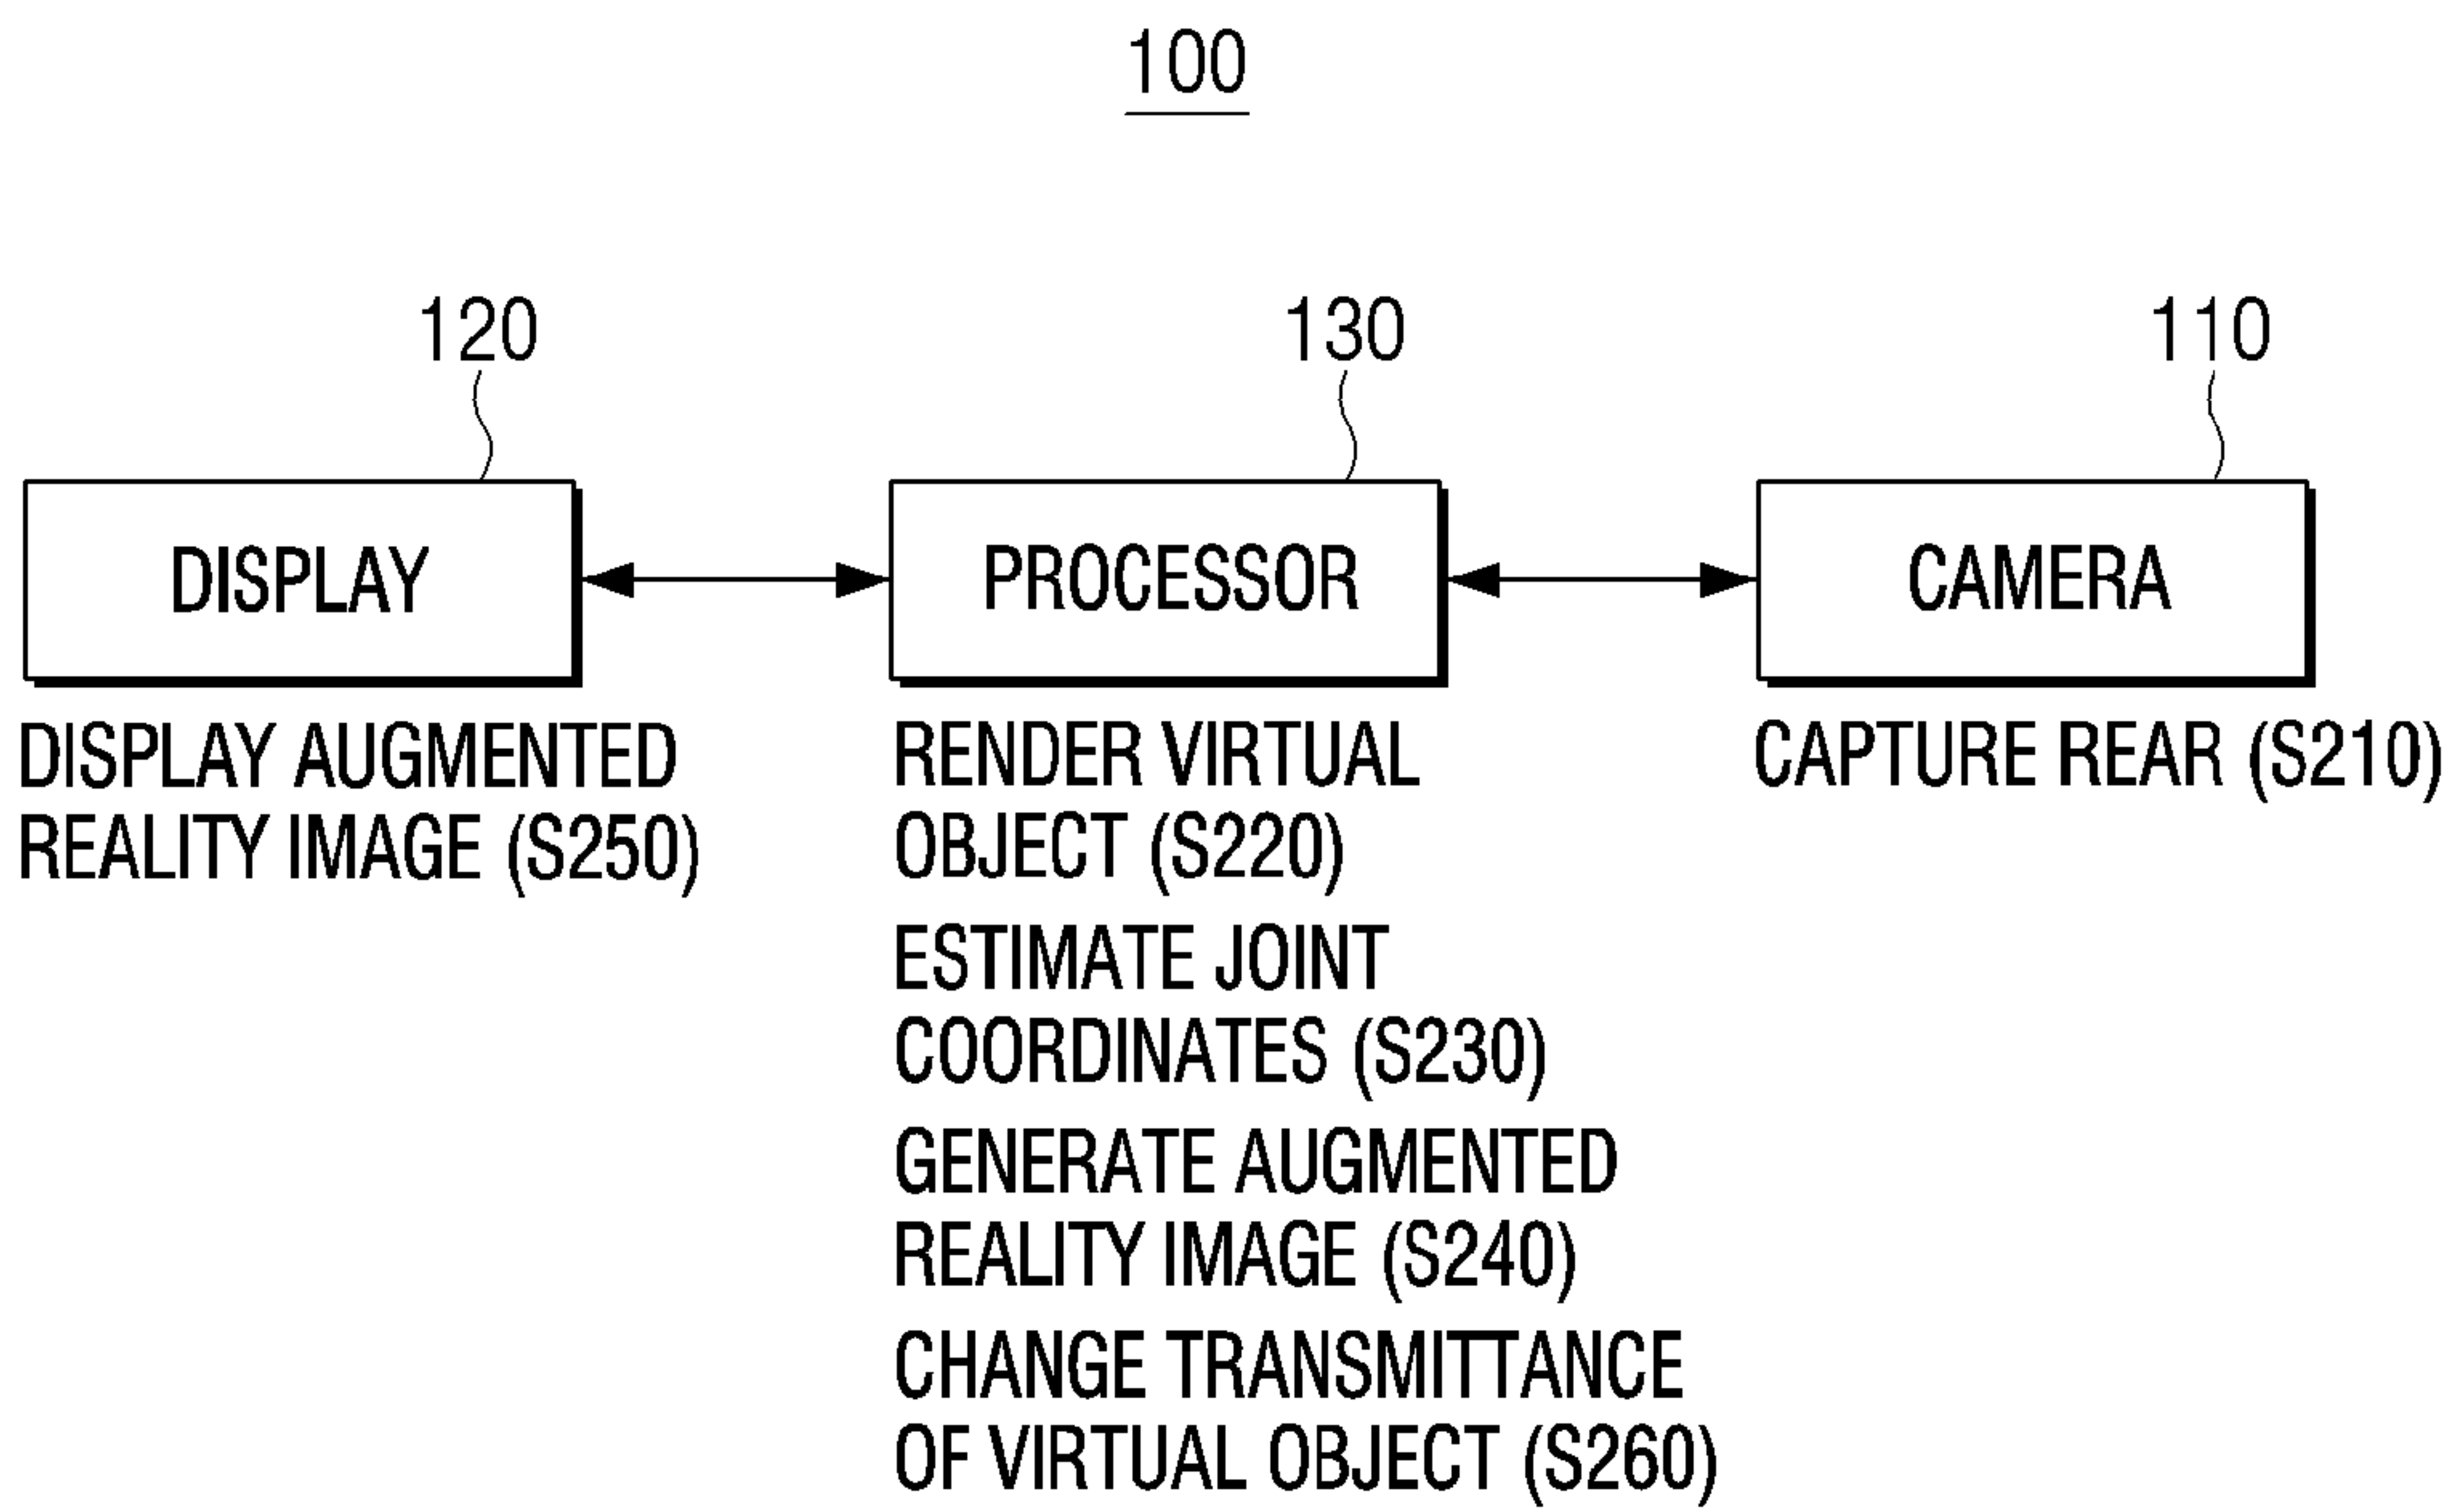 100
120
130
110
DISPLAY
PROCESSOR
CAMERA
DISPLAY AUGMENTED
REALITY IMAGE (S250)
RENDER VIRTUAL
OBJECT (S220)
ESTIMATE JOINT
COORDINATES (S230)
GENERATE AUGMENTED
REALITY IMAGE (S240)
CHANGE TRANSMITTANCE
OF VIRTUAL OBJECT (S260)
CAPTURE REAR (S210)